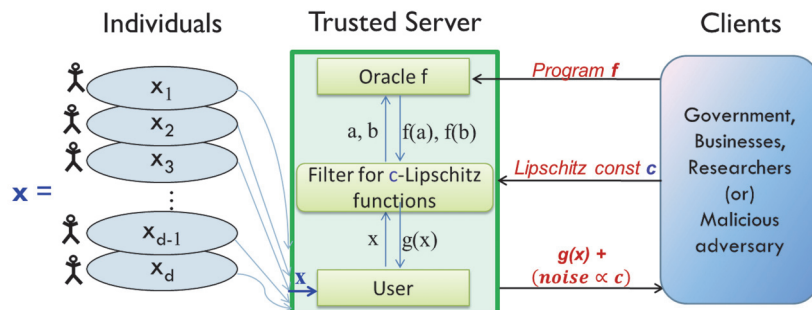 Individuals
Trusted Server
Clients
x1
x2
x3
x =
xd-1
xd
x
Oracle f
a, b
f(a), f(b)
Filter for c-Lipschitz
functions
x
g(x)
User
Program f
Lipschitz const c
g(x) +
(noise ∝ c)
Government,
Businesses,
Researchers
(or)
Malicious
adversary